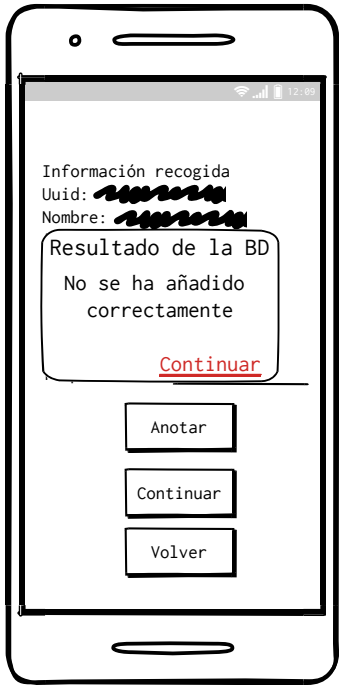 12:09
Información recogida
Uuid:
Nombre:
Resultado de la BD
No se ha añadido
correctamente
Continuar
Anotar
Continuar
Volver